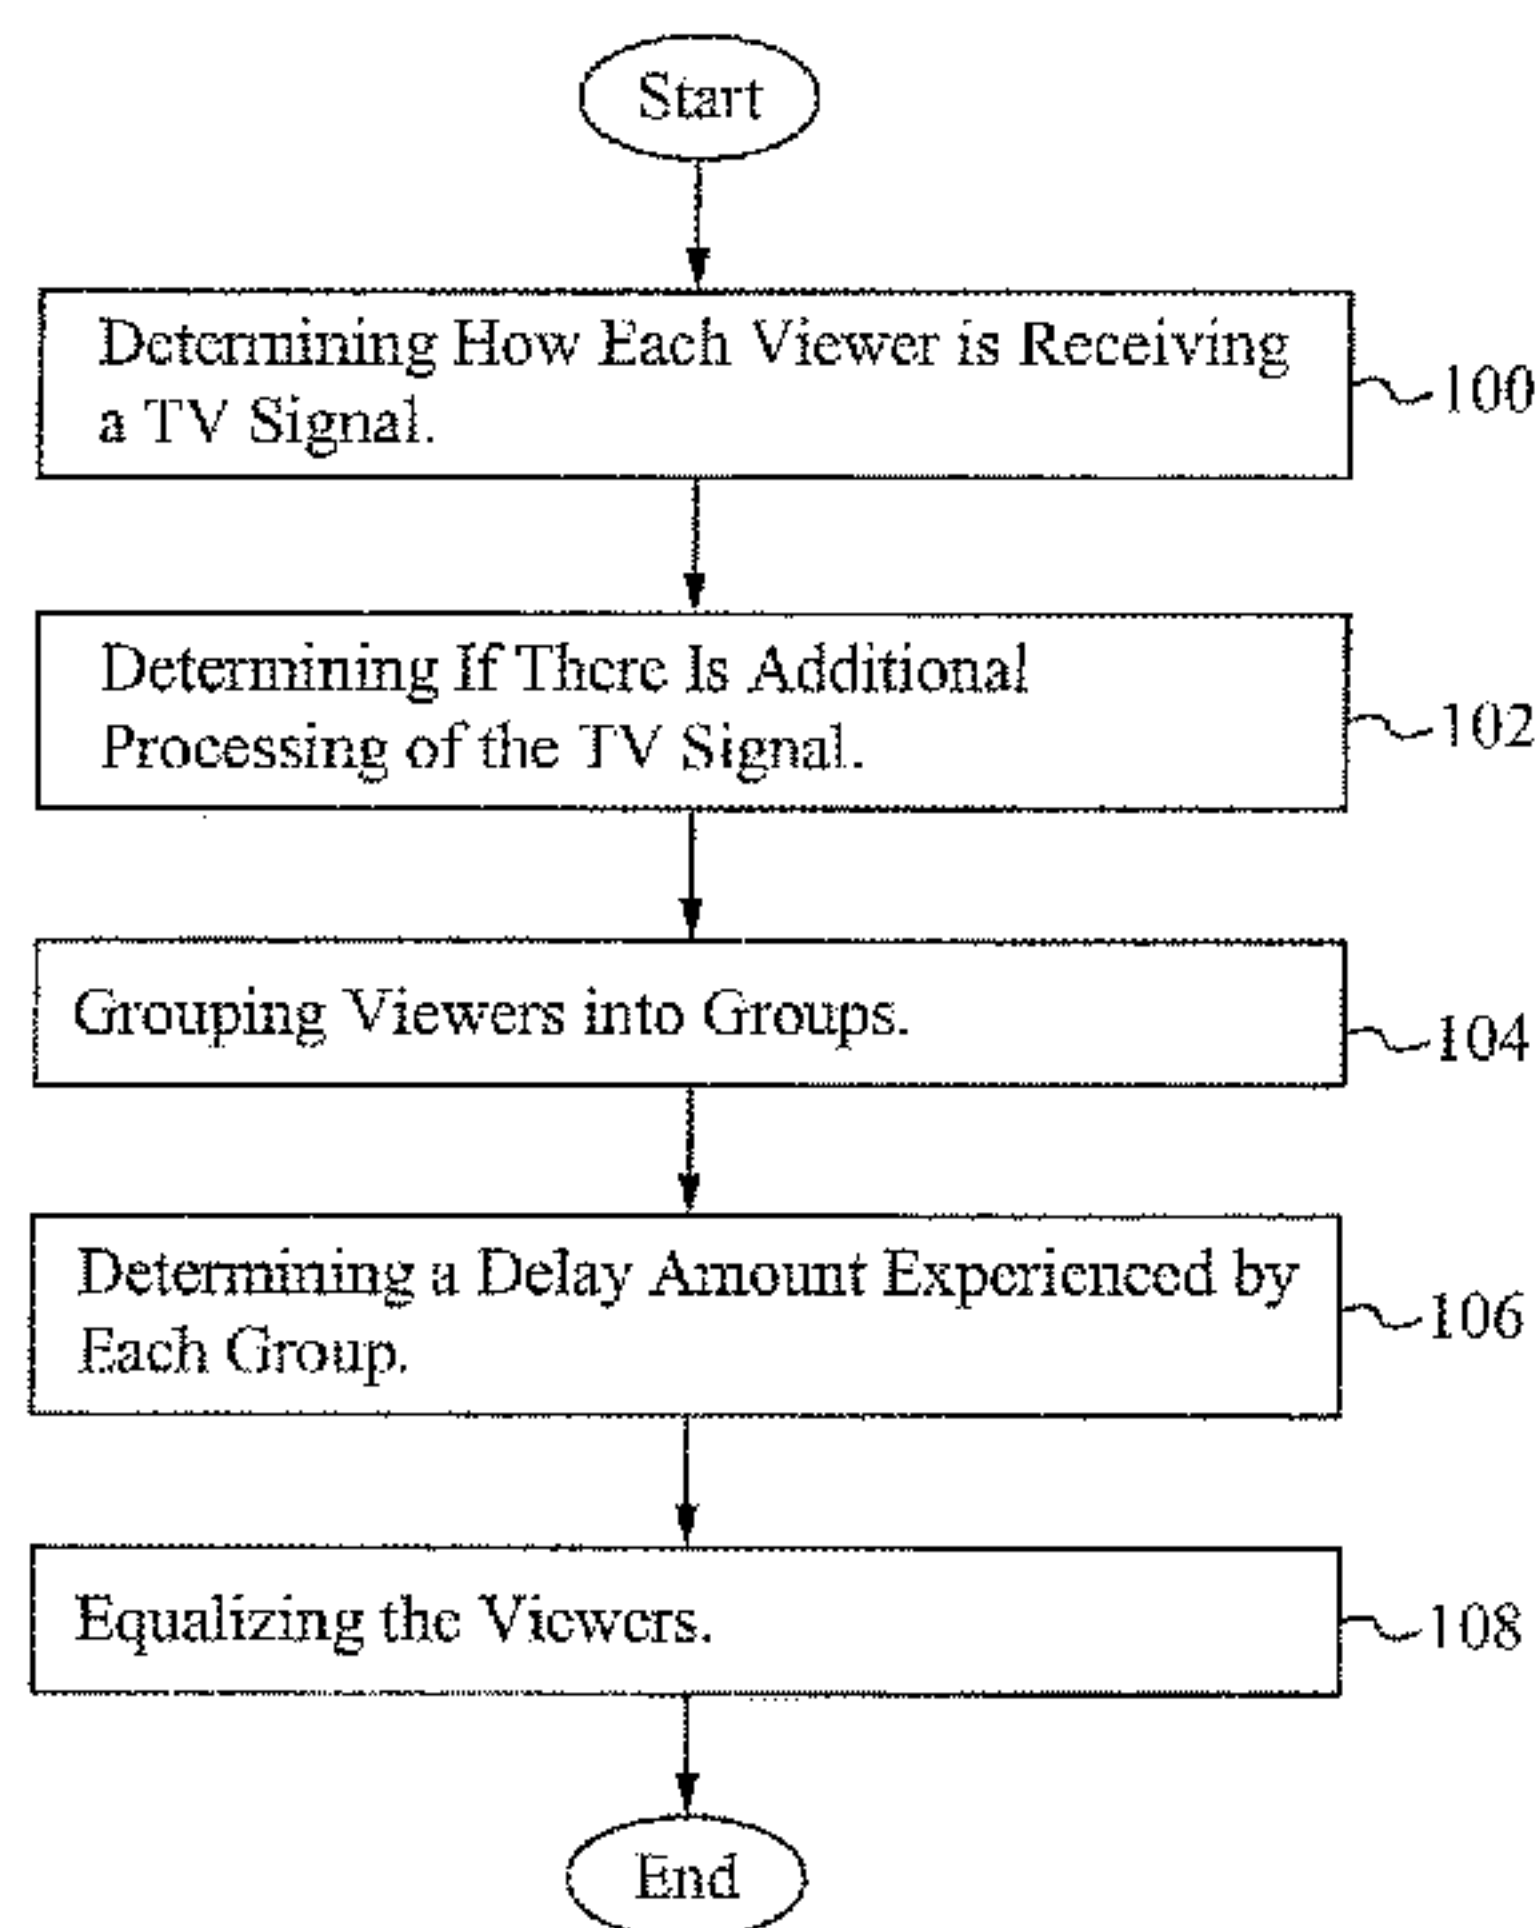 Start
Determining How Each Viewer is Receiving
a TV Signal.
100
Determining If There Is Additional
Processing of the TV Signal.
102
Grouping Viewers into Groups.
104
Determining a Delay Amount Experienced by
Each Group.
106
Equalizing the Viewers.
108
End